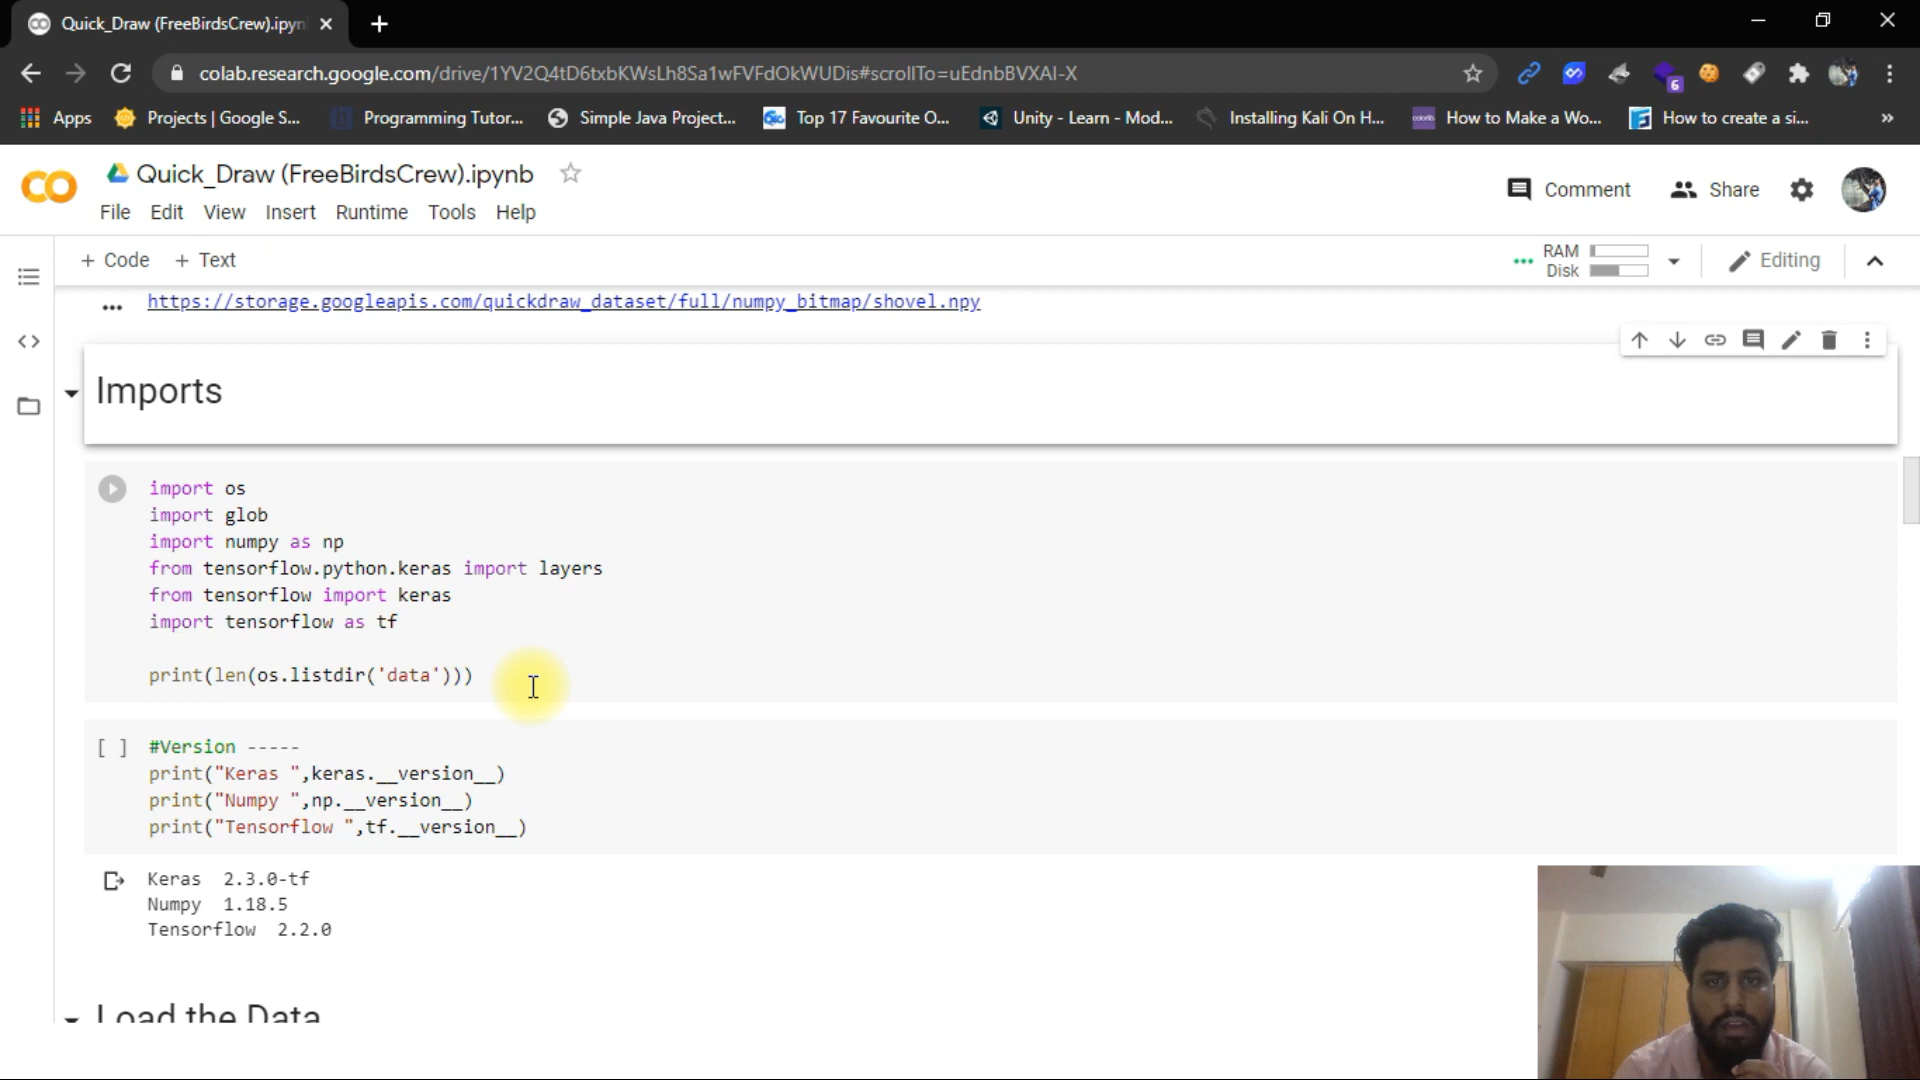 Quick_Draw (FreeBirdsCrew).ipyn
colab.research.google.com/drive/1YV2Q4tD6txbKWsLh8Sa1wFVFdOkWUDis#scrollTo=uEdnbBVXAI-X
6
Apps
Projects | Google S...
Programming Tutor...
Simple Java Project...
Top 17 Favourite O...
Unity - Learn - Mod...
Installing Kali On H...
How to Make a Wo...
How to create a si...
»
Quick_Draw (FreeBirdsCrew).ipynb
Comment
Share
File Edit View Insert Runtime Tools Help
+ Code + Text
RAM
Disk
Editing
https://storage.googleapis.com/quickdraw_dataset/full/numpy_bitmap/shovel.npy
Imports
import os
import glob
import numpy as np
from tensorflow.python.keras import layers
from tensorflow import keras
import tensorflow as tf
print(len(os.listdir('data')))
[ ] #Version -----
print("Keras ",keras.__version__)
print("Numpy ",np.__version__)
print("Tensorflow ",tf.__version__)
Keras  2.3.0-tf
Numpy  1.18.5
Tensorflow  2.2.0
Load the Data